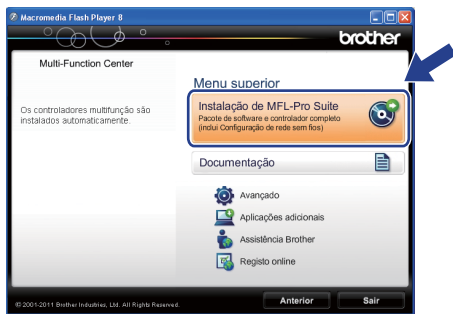 Macromedia Flash Player 8
brother
Multi-Function Center
Os controladores multifunção são
instalados automaticamente.
Menu superior
Instalação de MFL-Pro Suite
Pacote de software e controlador completo
(inclui Configuração de rede sem fios)
Documentação
Avançado
Aplicações adicionais
Assistência Brother
Registo online
© 2001-2011 Brother Industries, Ltd. All Rights Reserved.
Anterior
Sair